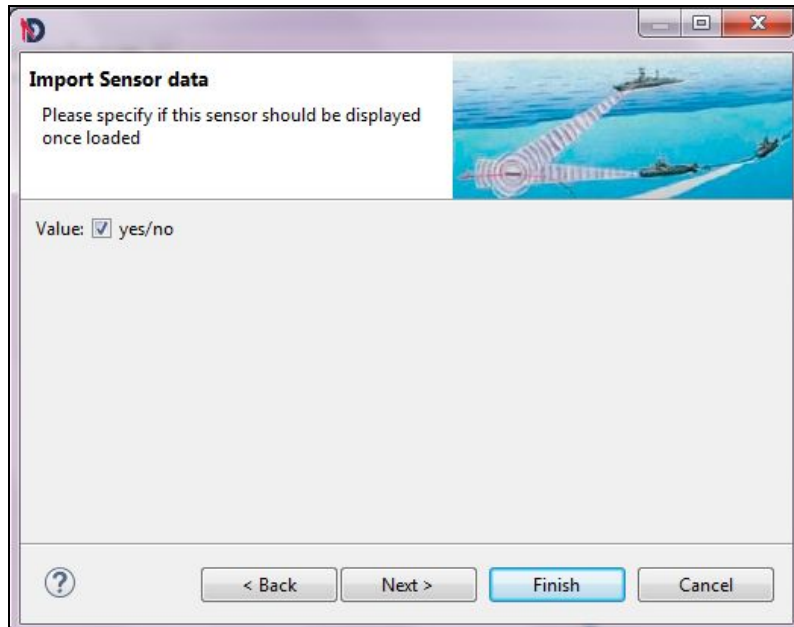 Import Sensor data
Please specify if this sensor should be displayed
once loaded
Value: yes/no
< Back Next > Finish Cancel